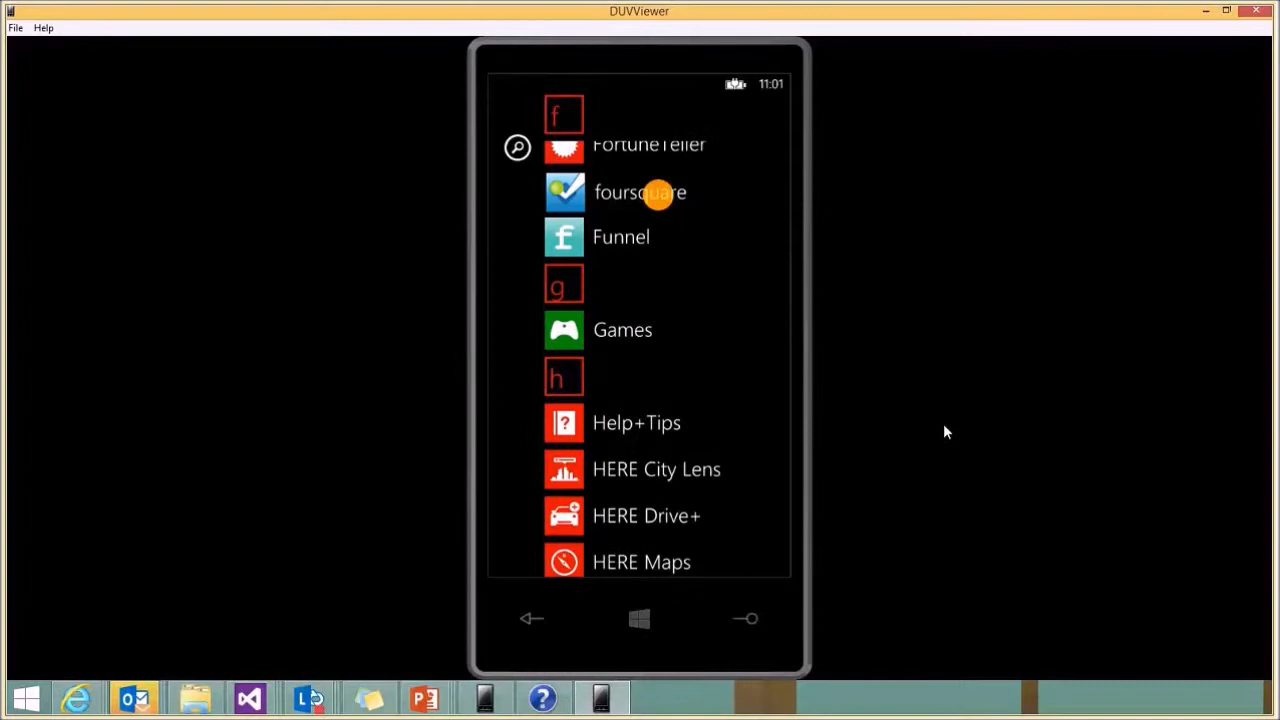 DUVViewer
File Help
11:01
f
FortuneTeller
foursquare
Funnel
g
Games
h
Help+Tips
HERE City Lens
HERE Drive+
HERE Maps